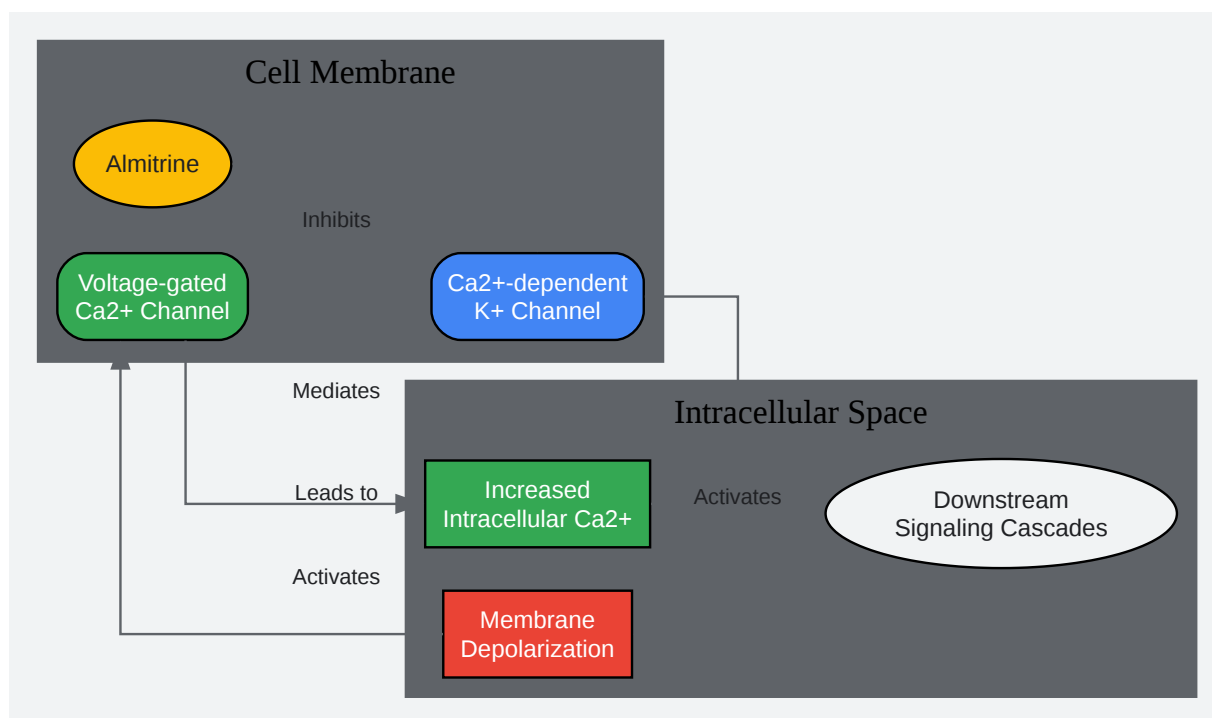 Cell Membrane
Almitrine
Inhibits
Voltage-gated
Ca2+ Channel
Ca2+-dependent
K+ Channel
Mediates
Intracellular Space
Leads to
Increased
Intracellular Ca2+
Activates
Downstream
Signaling Cascades
Activates
Membrane
Depolarization